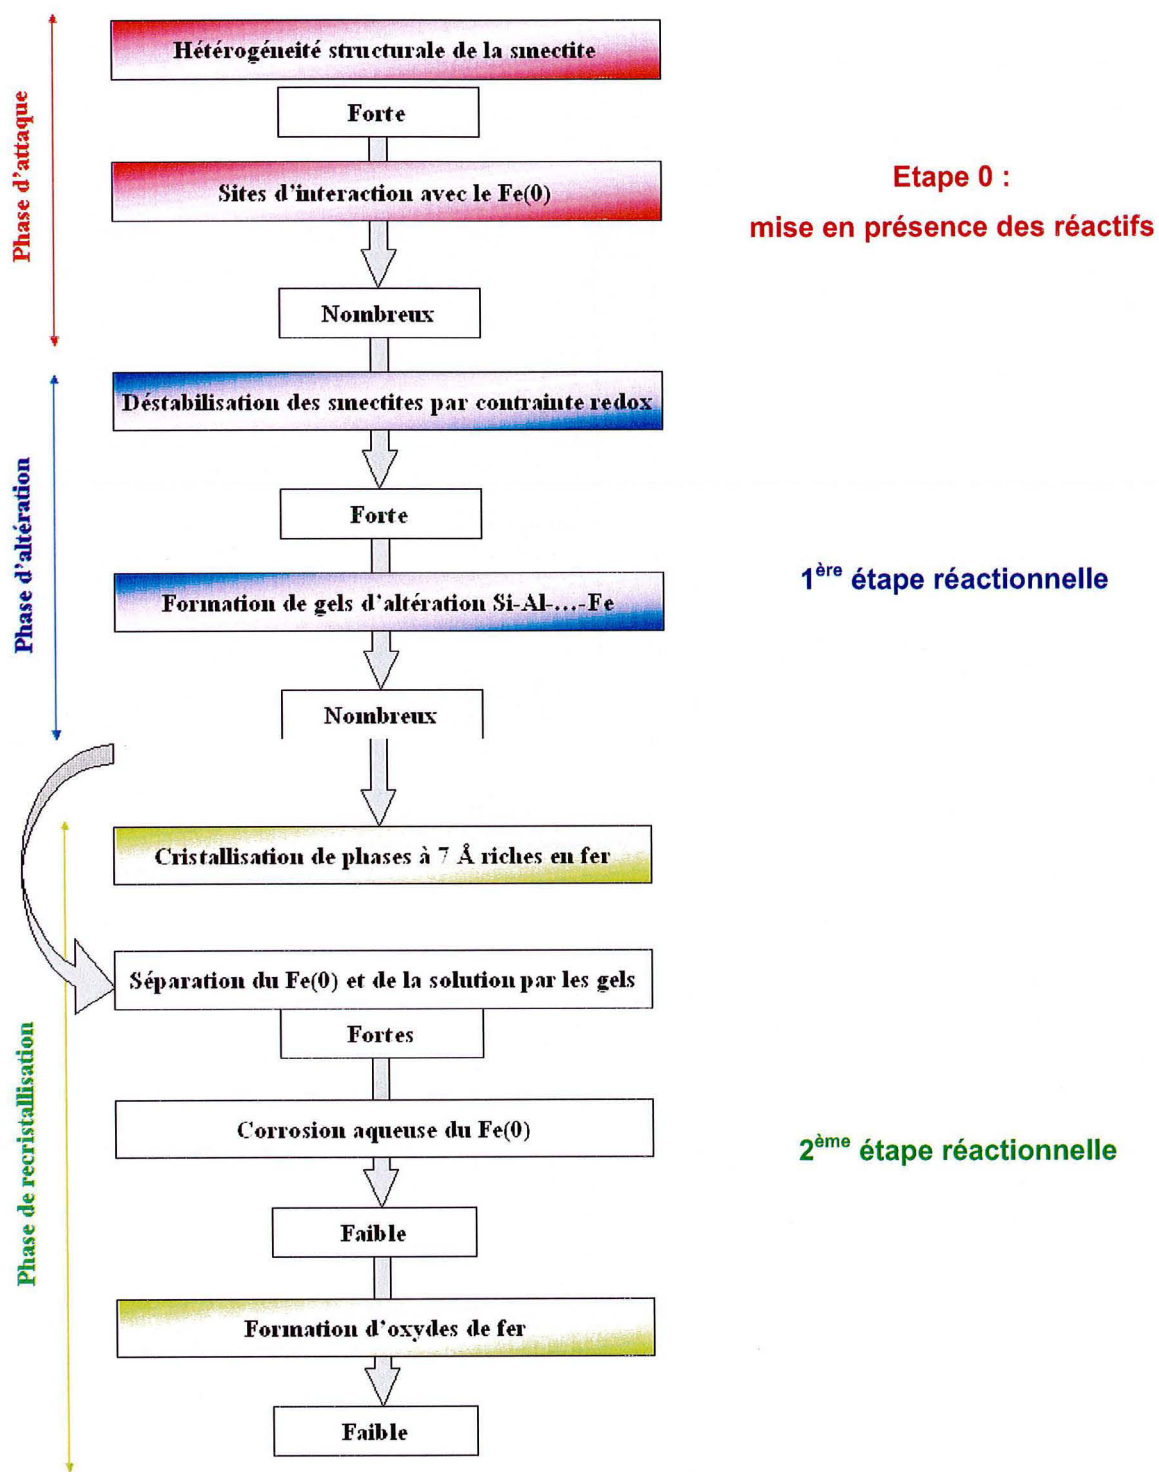 Hétérogéneité structurale de la smectite
Forte
Sites d'interaction avec le Fe(0)
Nombreux
Phase d'attaque
Etape 0 :
mise en présence des réactifs
Déstabilisation des smectites par contrainte redox
Forte
Formation de gels d'altération Si-Al-...-Fe
Nombreux
Phase d'altération
1ère étape réactionnelle
Cristallisation de phases à 7 Å riches en fer
Séparation du Fe(0) et de la solution par les gels
Fortes
Corrosion aqueuse du Fe(0)
Faible
Formation d'oxydes de fer
Faible
Phase de recristallisation
2ème étape réactionnelle